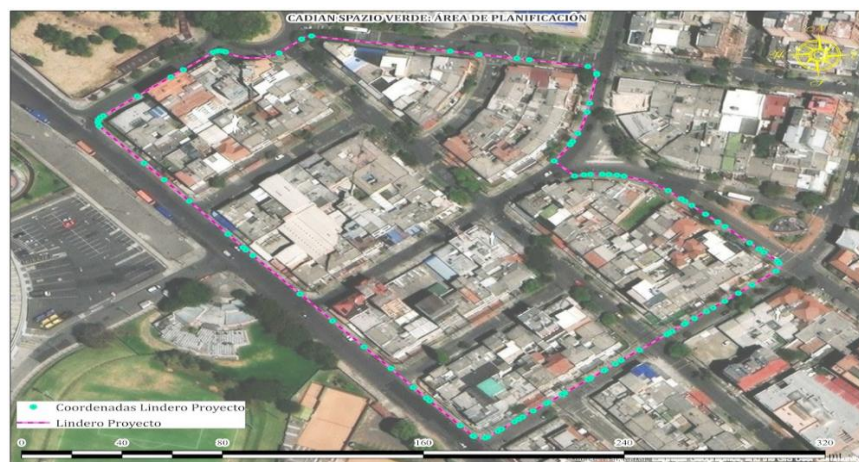 CADIAN SPAZIO VERDE: ÁREA DE PLANIFICACIÓN
Coordenadas Lindero Proyecto
Lindero Proyecto
0 40 80 160 240 320